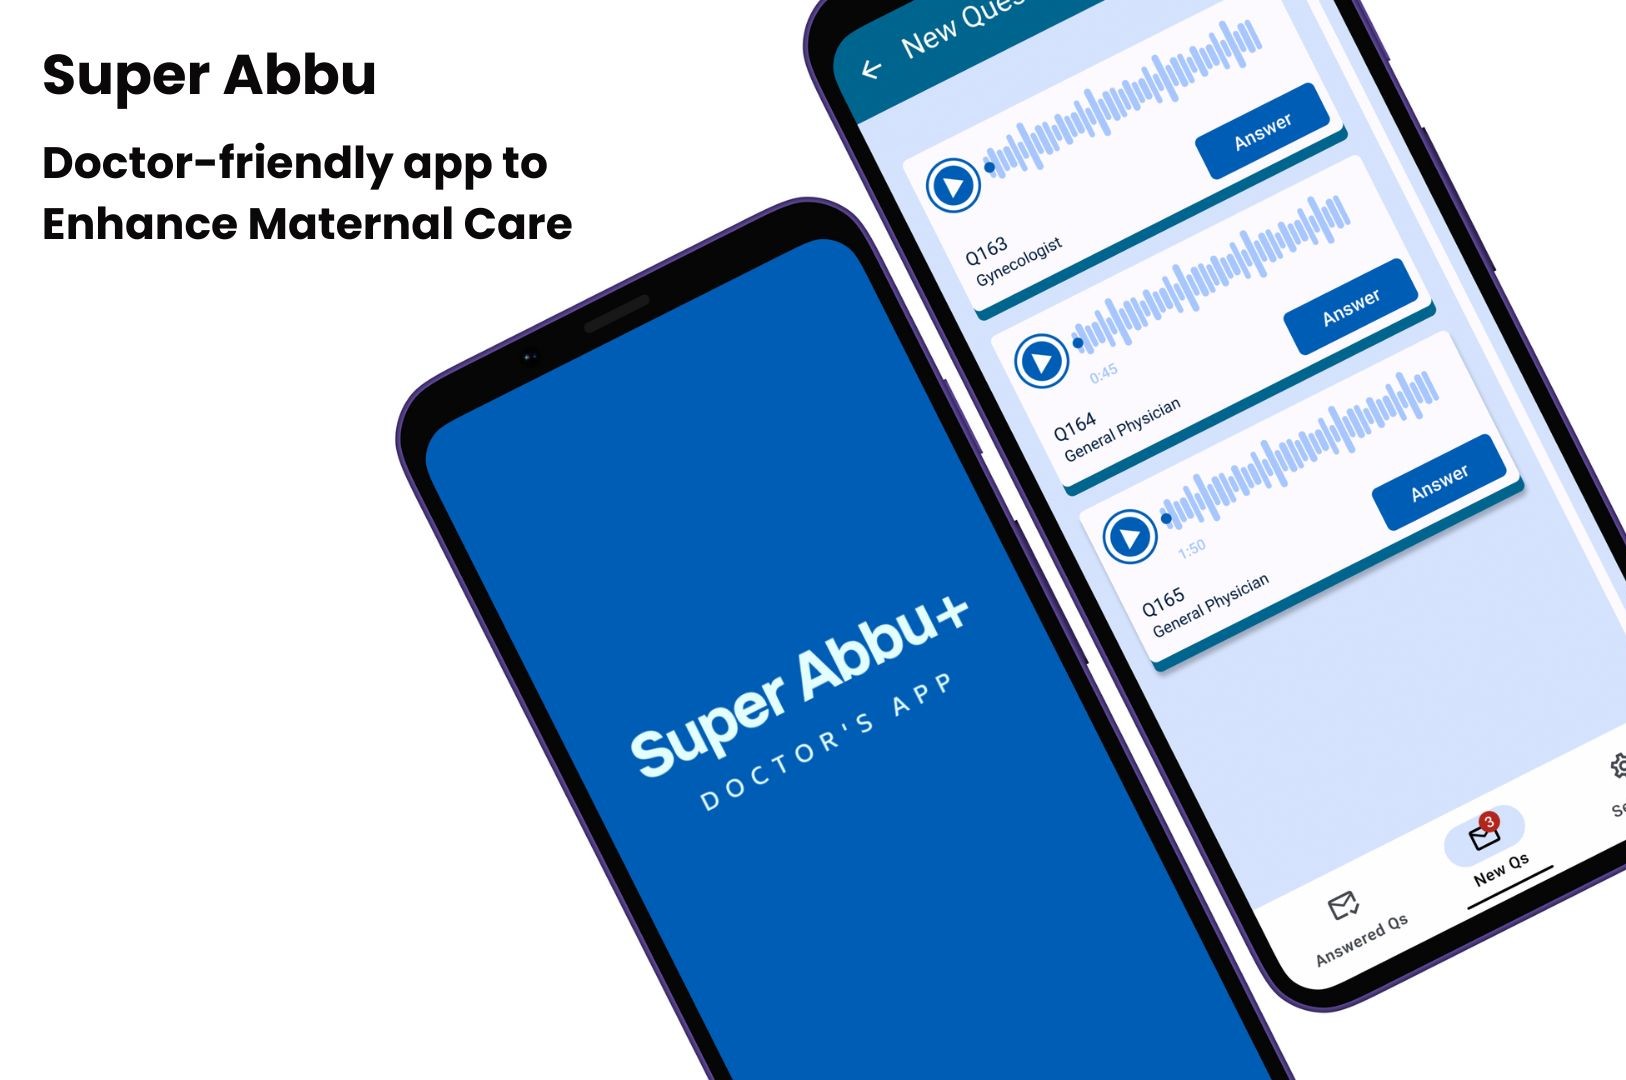 Super Abbu
Doctor-friendly app to
Enhance Maternal Care
Super Abbu+
DOCTOR'S APP
New
Answer
Q163
Gynecologist
Answer
0:45
Q164
General Physician
Answer
1:50
Q165
General Physician
3
New Qs
Answered Qs